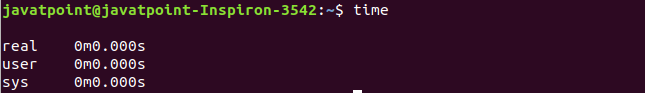 javatpoint@javatpoint-Inspiron-3542:~$ time
real 0m0.000s
user 0m0.000s
sys 0m0.000s